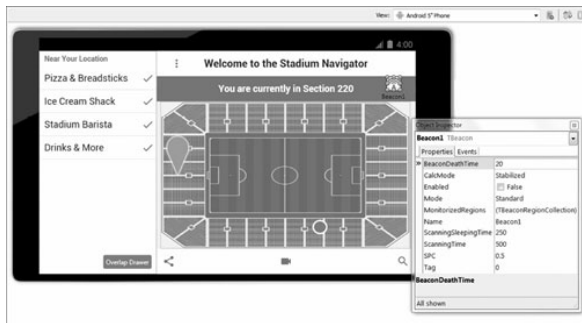 View: Android 5" Phone
4:00
Near Your Location
Pizza & Breadsticks
Ice Cream Shack
Stadium Barista
Drinks & More
Overlap Drawer
Welcome to the Stadium Navigator
You are currently in Section 220
Beacon1
Object Inspector
Beacon1 TBeacon
Properties Events
BeaconDeathTime 20
CalcMode Stabilized
Enabled False
Mode Standard
MonitorizedRegions (TBeaconRegionCollection)
Name Beacon1
ScanningSleepingTime 250
ScanningTime 500
SPC 0.5
Tag 0
BeaconDeathTime
All shown